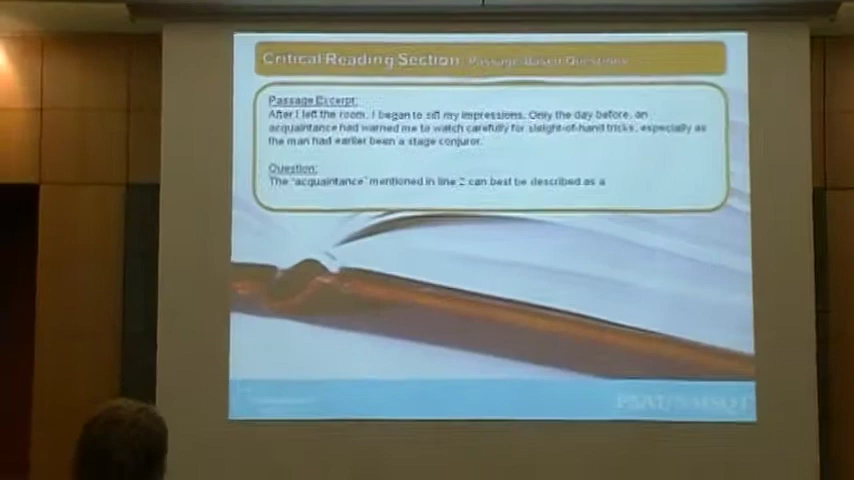 Critical Reading Section: Passage-Based Questions
Passage Excerpt:
After I left the room, I began to sift my impressions. Only the day before, an
acquaintance had warned me to watch carefully for sleight-of-hand tricks, especially as
the man had earlier been a stage conjuror.
Question:
The "acquaintance" mentioned in line 2 can best be described as a